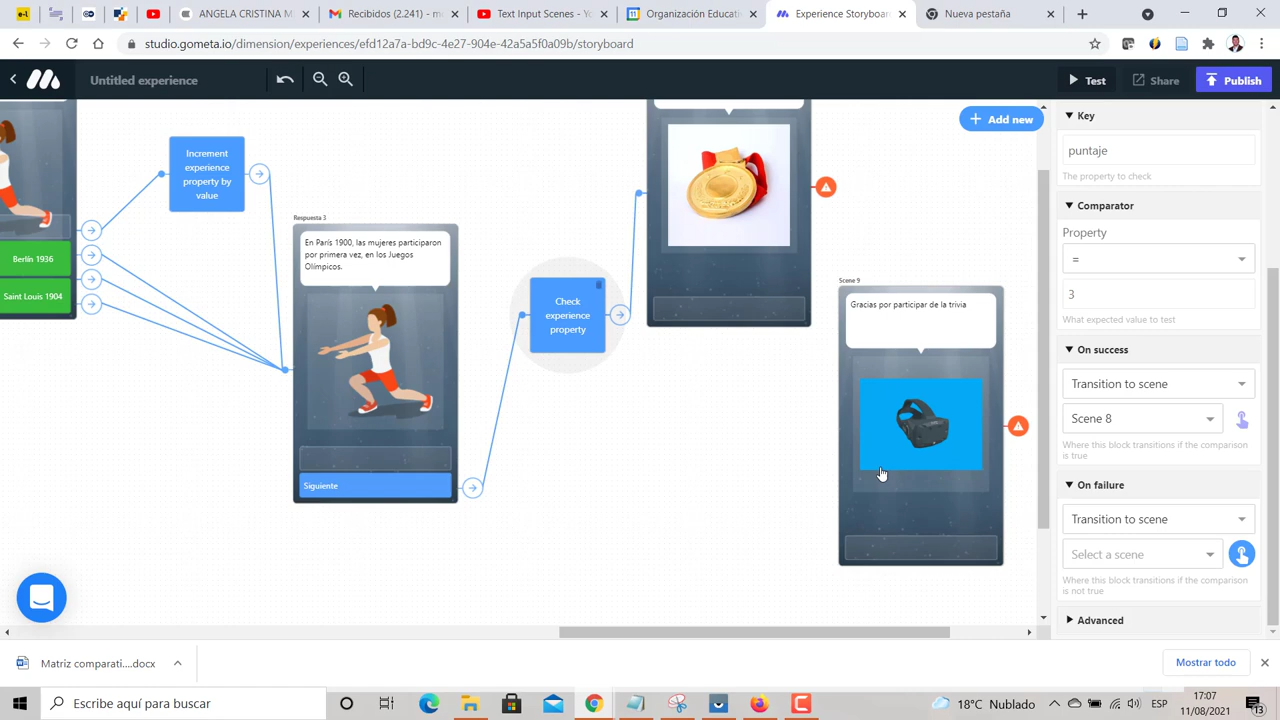 ANGELA CRISTINA M
Recibidos (2.241) - m
Text Input Scenes - Yo
Organización Educati
Experience Storyboar
Nueva pestaña
studio.gometa.io/dimension/experiences/efd12a7a-bd9c-4e27-904e-42a5a5f0a09b/storyboard
Untitled experience
Test
Share
Publish
Add new
Increment
experience
property by
value
Berlín 1936
Saint Louis 1904
Respuesta 3
En París 1900, las mujeres participaron
por primera vez, en los Juegos
Olímpicos.
Siguiente
Check
experience
property
Scene 9
Gracias por participar de la trivia
Key
puntaje
The property to check
Comparator
Property
=
3
What expected value to test
On success
Transition to scene
Scene 8
Where this block transitions if the comparison
is true
On failure
Transition to scene
Select a scene
Where this block transitions if the comparison
is not true
Advanced
Matriz comparati....docx
Mostrar todo
Escribe aquí para buscar
18°C Nublado
ESP
17:07
11/08/2021
13